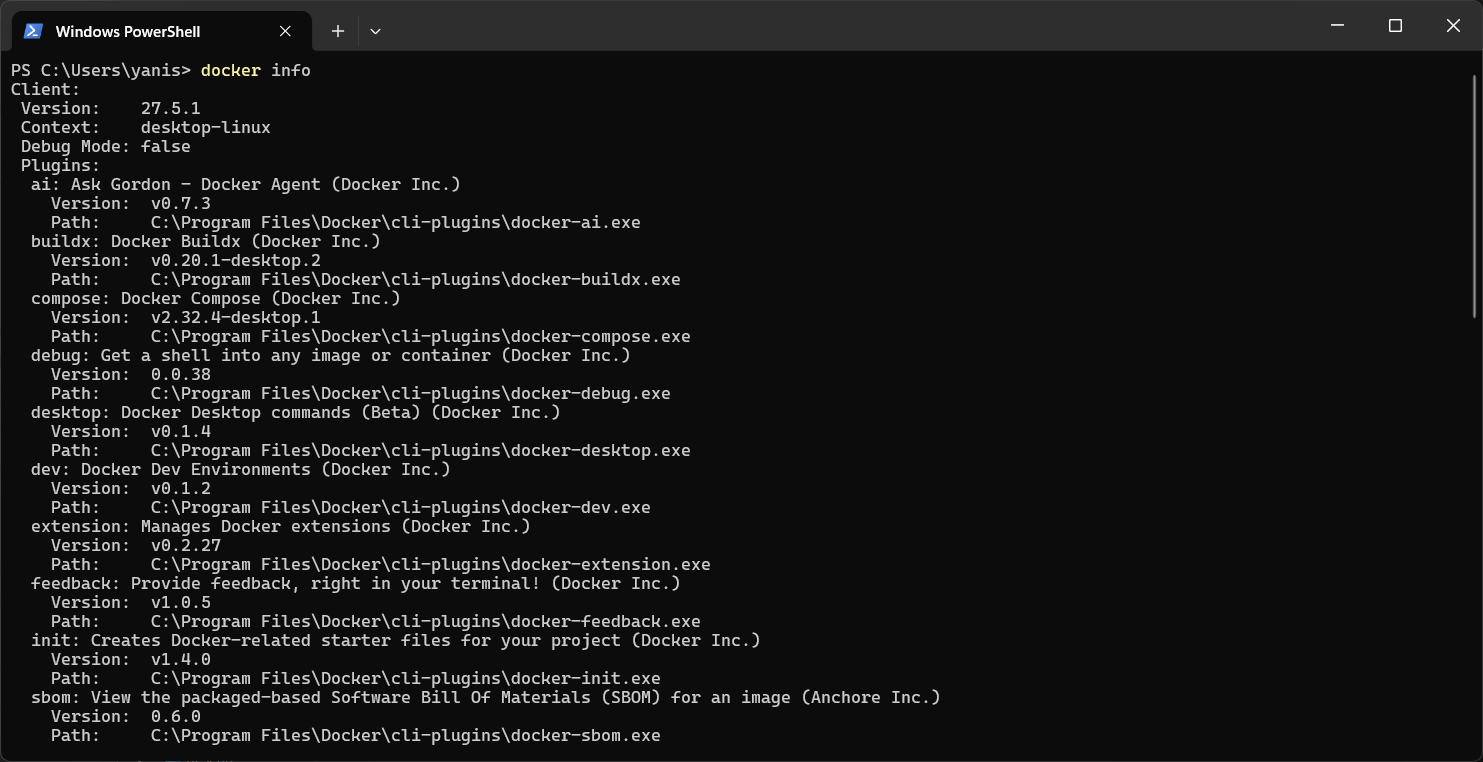 Windows PowerShell
PS C:\Users\yanis> docker info
Client:
 Version:    27.5.1
 Context:    desktop-linux
 Debug Mode: false
 Plugins:
  ai: Ask Gordon - Docker Agent (Docker Inc.)
    Version:  v0.7.3
    Path:     C:\Program Files\Docker\cli-plugins\docker-ai.exe
  buildx: Docker Buildx (Docker Inc.)
    Version:  v0.20.1-desktop.2
    Path:     C:\Program Files\Docker\cli-plugins\docker-buildx.exe
  compose: Docker Compose (Docker Inc.)
    Version:  v2.32.4-desktop.1
    Path:     C:\Program Files\Docker\cli-plugins\docker-compose.exe
  debug: Get a shell into any image or container (Docker Inc.)
    Version:  0.0.38
    Path:     C:\Program Files\Docker\cli-plugins\docker-debug.exe
  desktop: Docker Desktop commands (Beta) (Docker Inc.)
    Version:  v0.1.4
    Path:     C:\Program Files\Docker\cli-plugins\docker-desktop.exe
  dev: Docker Dev Environments (Docker Inc.)
    Version:  v0.1.2
    Path:     C:\Program Files\Docker\cli-plugins\docker-dev.exe
  extension: Manages Docker extensions (Docker Inc.)
    Version:  v0.2.27
    Path:     C:\Program Files\Docker\cli-plugins\docker-extension.exe
  feedback: Provide feedback, right in your terminal! (Docker Inc.)
    Version:  v1.0.5
    Path:     C:\Program Files\Docker\cli-plugins\docker-feedback.exe
  init: Creates Docker-related starter files for your project (Docker Inc.)
    Version:  v1.4.0
    Path:     C:\Program Files\Docker\cli-plugins\docker-init.exe
  sbom: View the packaged-based Software Bill Of Materials (SBOM) for an image (Anchore Inc.)
    Version:  0.6.0
    Path:     C:\Program Files\Docker\cli-plugins\docker-sbom.exe